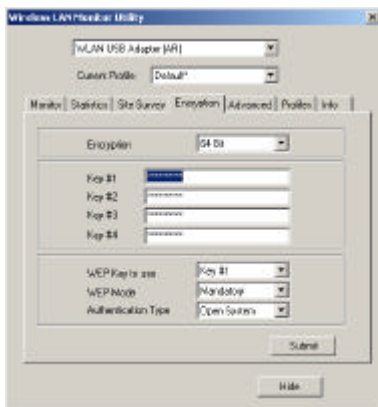 Wireless LAN Monitor Utility
WLAN USB Adapter (AR)
Current Profile Default*
Monitor Statistics Site Survey Encryption Advanced Profiles Info
Encryption 64 Bit
Key #1 ********
Key #2 ********
Key #3 ********
Key #4 ********
WEP Key to use Key #1
WEP Mode Mandatory
Authentication Type Open System
Submit
Hide